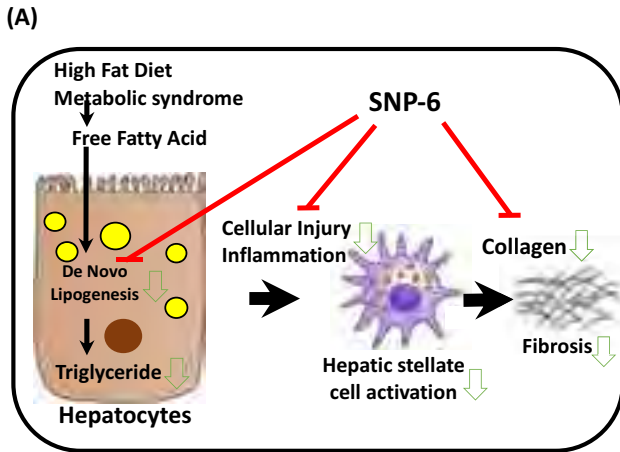 (A)
High Fat Diet
Metabolic syndrome
Free Fatty Acid
SNP-6
De Novo
Lipogenesis
Triglyceride
Hepatocytes
Cellular Injury
Inflammation
Hepatic stellate
cell activation
Collagen
Fibrosis